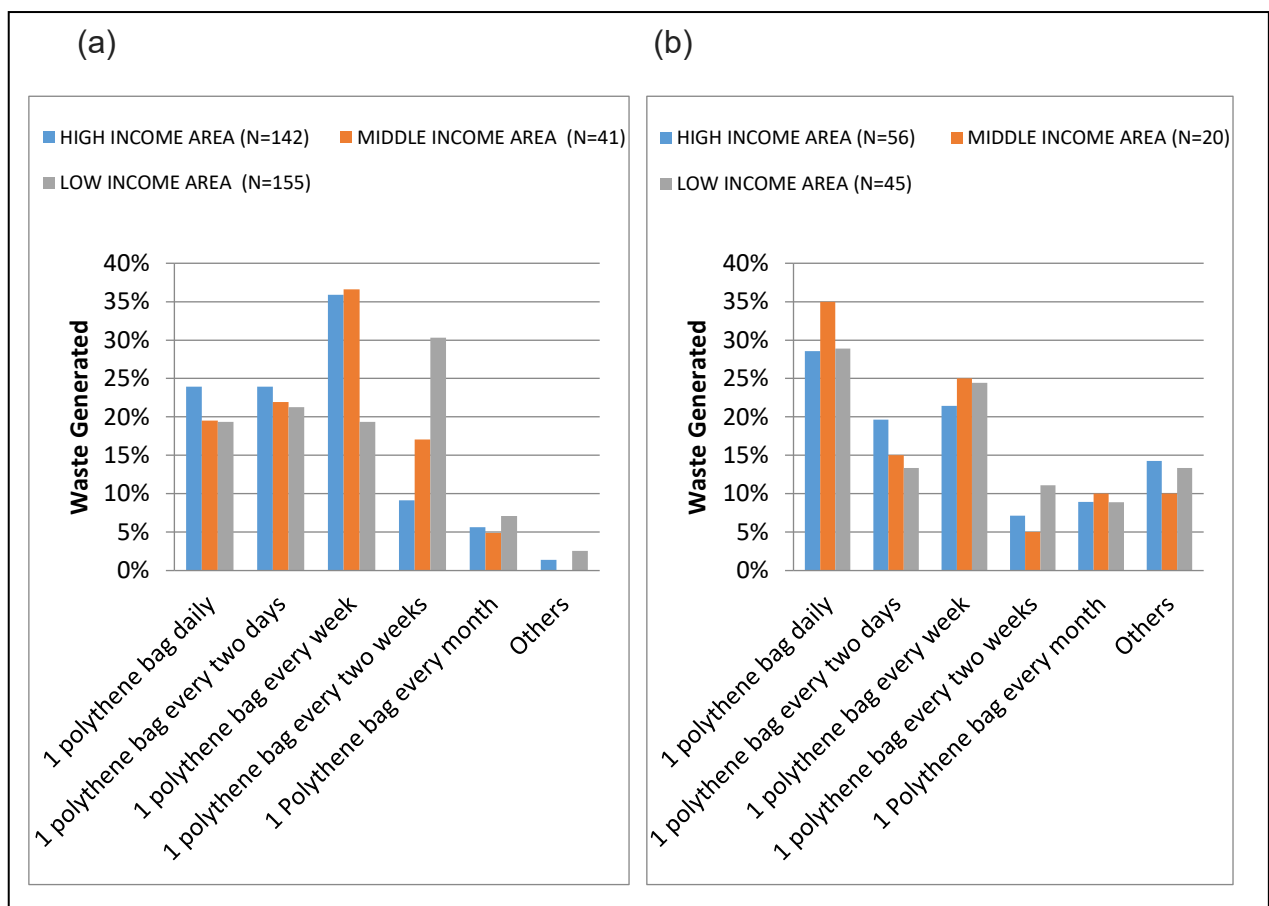 (a)
HIGH INCOME AREA (N=142)
MIDDLE INCOME AREA (N=41)
LOW INCOME AREA (N=155)
Waste Generated
40%
35%
30%
25%
20%
15%
10%
5%
0%
1 polythene bag daily
1 polythene bag every two days
1 polythene bag every week
1 polythene bag every two weeks
1 Polythene bag every month
Others
(b)
HIGH INCOME AREA (N=56)
MIDDLE INCOME AREA (N=20)
LOW INCOME AREA (N=45)
Waste Generated
40%
35%
30%
25%
20%
15%
10%
5%
0%
1 polythene bag daily
1 polythene bag every two days
1 polythene bag every week
1 polythene bag every two weeks
1 Polythene bag every month
Others